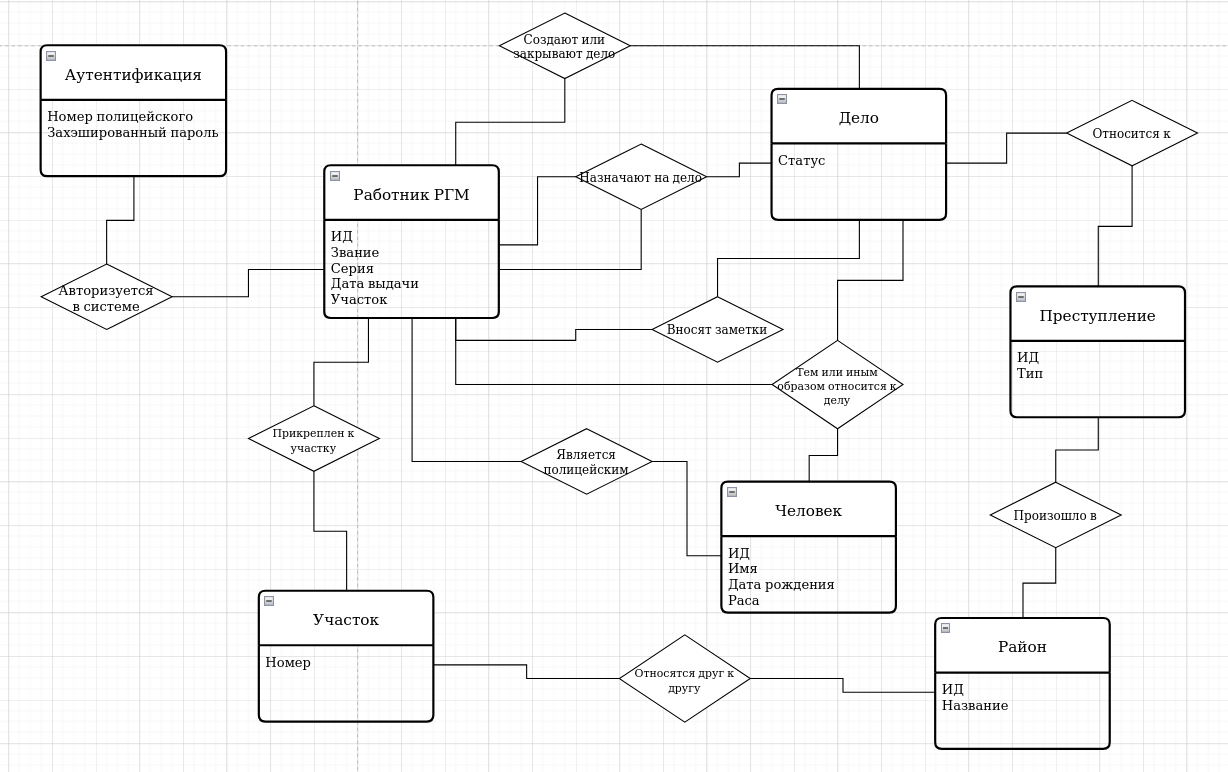 Создают или
закрывают дело
Аутентификация
Номер полицейского
Захэшированный пароль
Дело
Статус
Относится к
Работник РГМ
ИД
Звание
Серия
Дата выдачи
Участок
Назначают на дело
Авторизуется
в системе
Вносят заметки
Преступление
ИД
Тип
Тем или иным
образом относится к
делу
Прикреплен к
участку
Является
полицейским
Человек
ИД
Имя
Дата рождения
Раса
Произошло в
Участок
Номер
Относятся друг к
другу
Район
ИД
Название